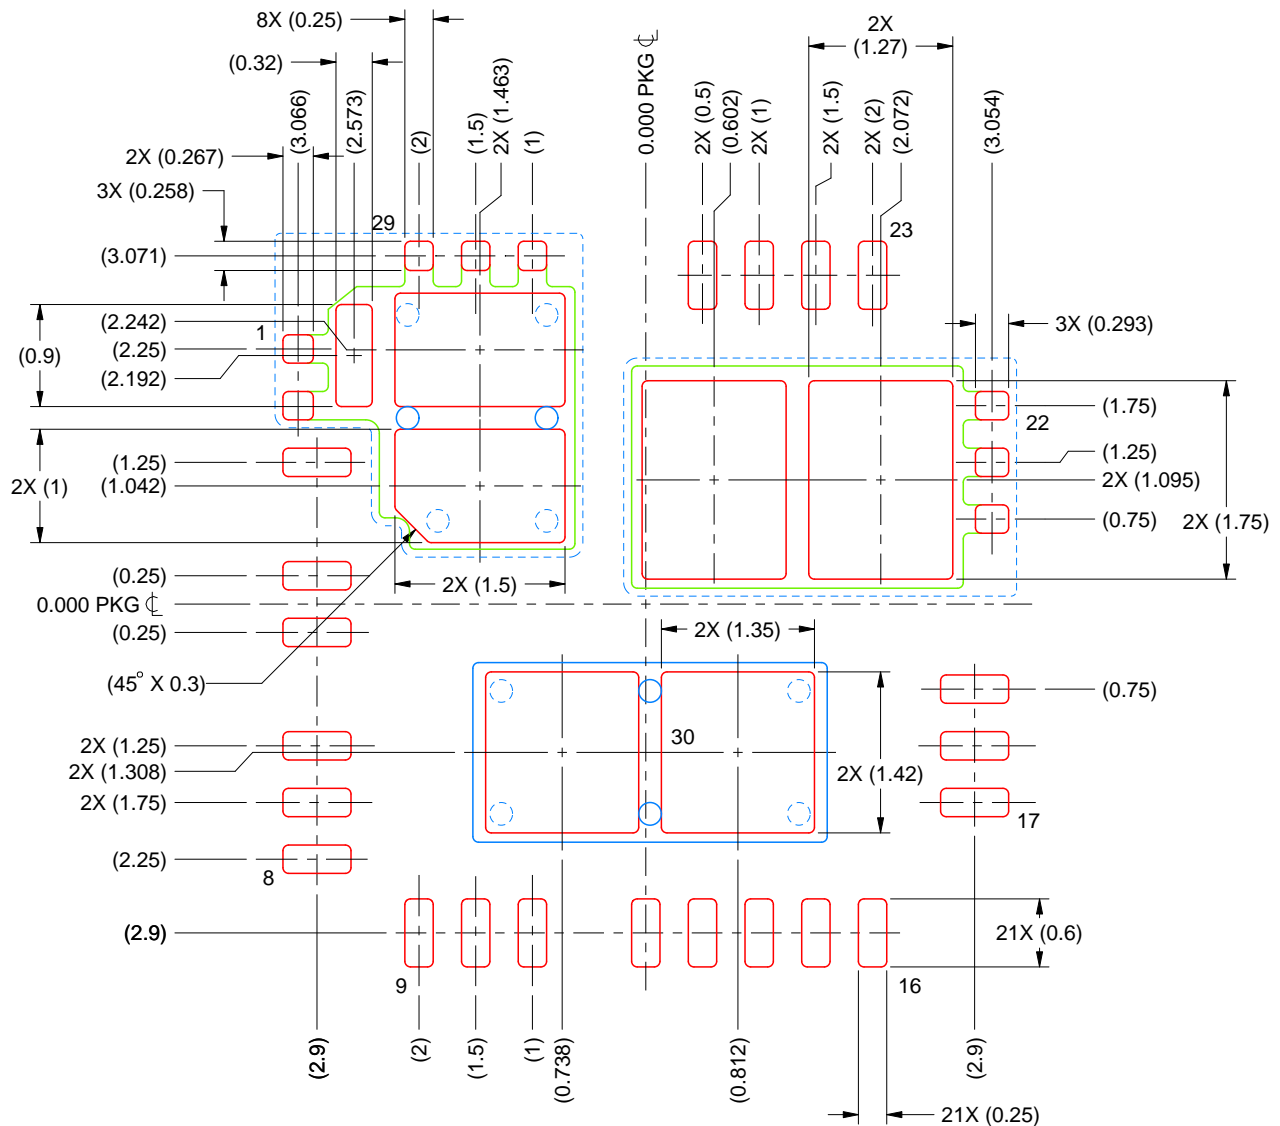 8X (0.25)
(0.32)
2X
(1.27)
(3.066)
(2.573)
(2)
(1.5)
2X (1.463)
(1)
0.000 PKG ℄
2X (0.5)
(0.602)
2X (1)
2X (1.5)
2X (2)
(2.072)
(3.054)
2X (0.267)
3X (0.258)
29
23
(3.071)
(2.242)
1
3X (0.293)
(0.9)
(2.25)
(2.192)
(1.75)
22
(1.25)
(1.25)
2X (1)
(1.042)
2X (1.095)
(0.75)
2X (1.75)
(0.25)
2X (1.5)
0.000 PKG ℄
(0.25)
2X (1.35)
(45° X 0.3)
(0.75)
30
2X (1.25)
2X (1.308)
2X (1.42)
2X (1.75)
17
(2.25)
8
(2.9)
21X (0.6)
9
16
(2.9)
(2)
(1.5)
(1)
(0.738)
(0.812)
(2.9)
21X (0.25)